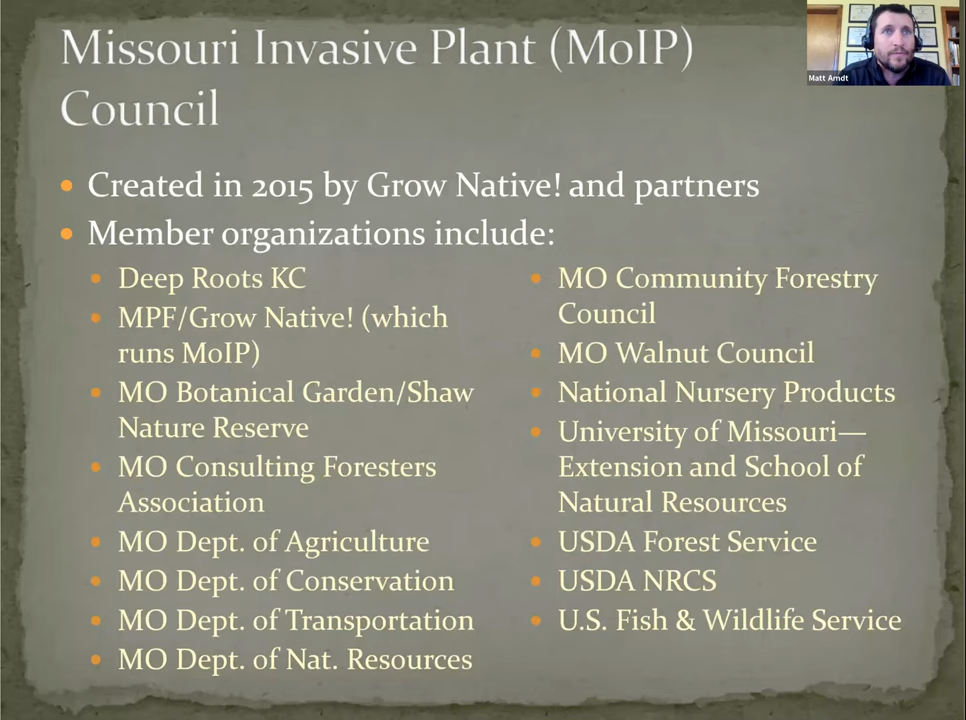 Missouri Invasive Plant (MoIP)
Council
Created in 2015 by Grow Native! and partners
Member organizations include:
Deep Roots KC
MPF/Grow Native! (which
runs MoIP)
MO Botanical Garden/Shaw
Nature Reserve
MO Consulting Foresters
Association
MO Dept. of Agriculture
MO Dept. of Conservation
MO Dept. of Transportation
MO Dept. of Nat. Resources
MO Community Forestry
Council
MO Walnut Council
National Nursery Products
University of Missouri—
Extension and School of
Natural Resources
USDA Forest Service
USDA NRCS
U.S. Fish & Wildlife Service
Matt Arndt